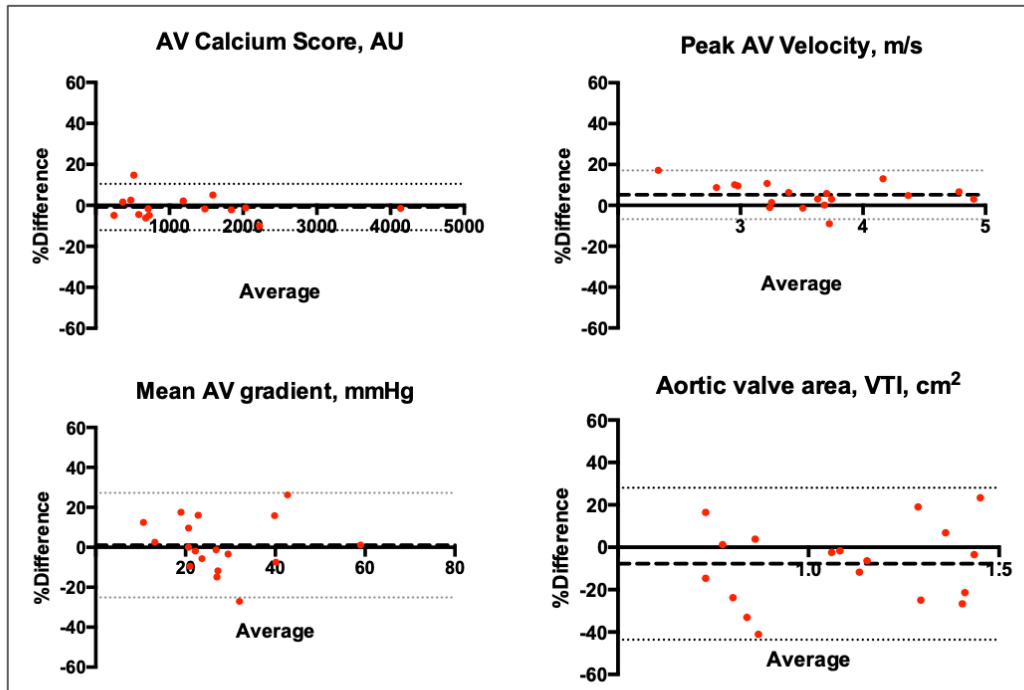 AV Calcium Score, AU
60
40
20
0
-20
-40
-60
%Difference
1000 2000 3000 4000 5000
Average
Peak AV Velocity, m/s
60
40
20
0
-20
-40
-60
%Difference
3 4 5
Average
Mean AV gradient, mmHg
60
40
20
0
-20
-40
-60
%Difference
20 40 60 80
Average
Aortic valve area, VTI, cm²
60
40
20
0
-20
-40
-60
%Difference
1.0 1.5
Average